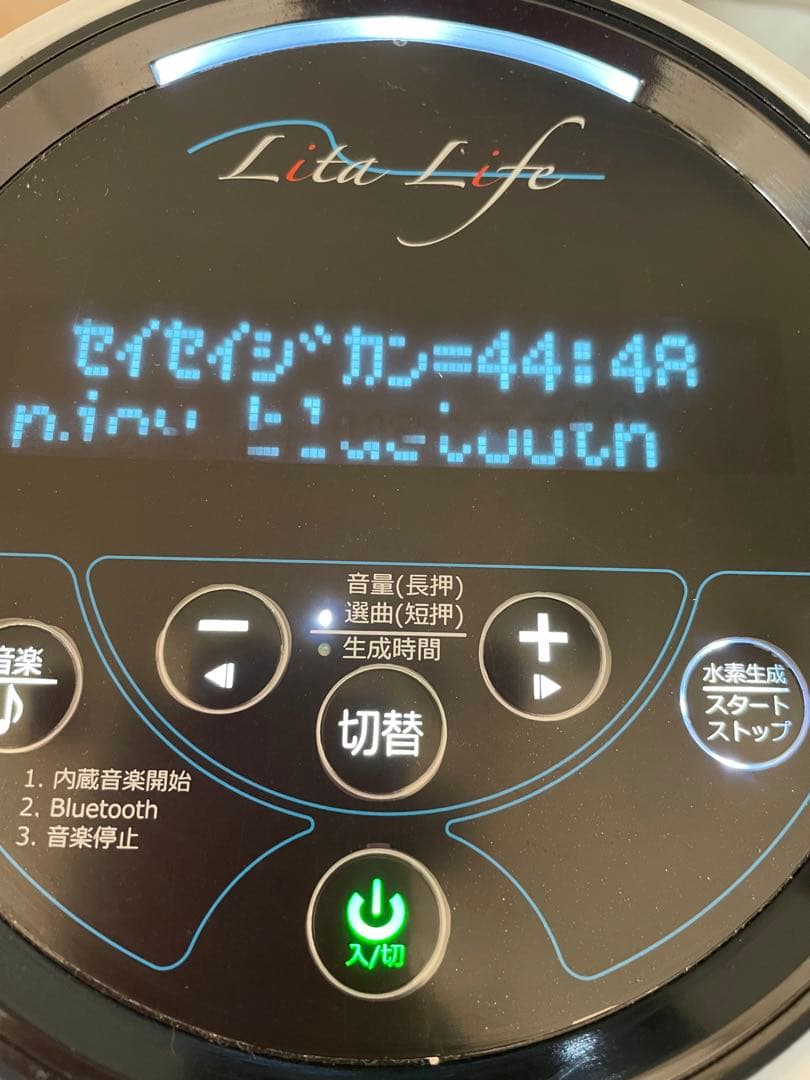 Lita Life
セイセイジカン=44:4
音量(長押)
選曲(短押)
生成時間
切替
音楽
水素生成
スタート
ストップ
1. 内蔵音楽開始
2. Bluetooth
3. 音楽停止
入/切